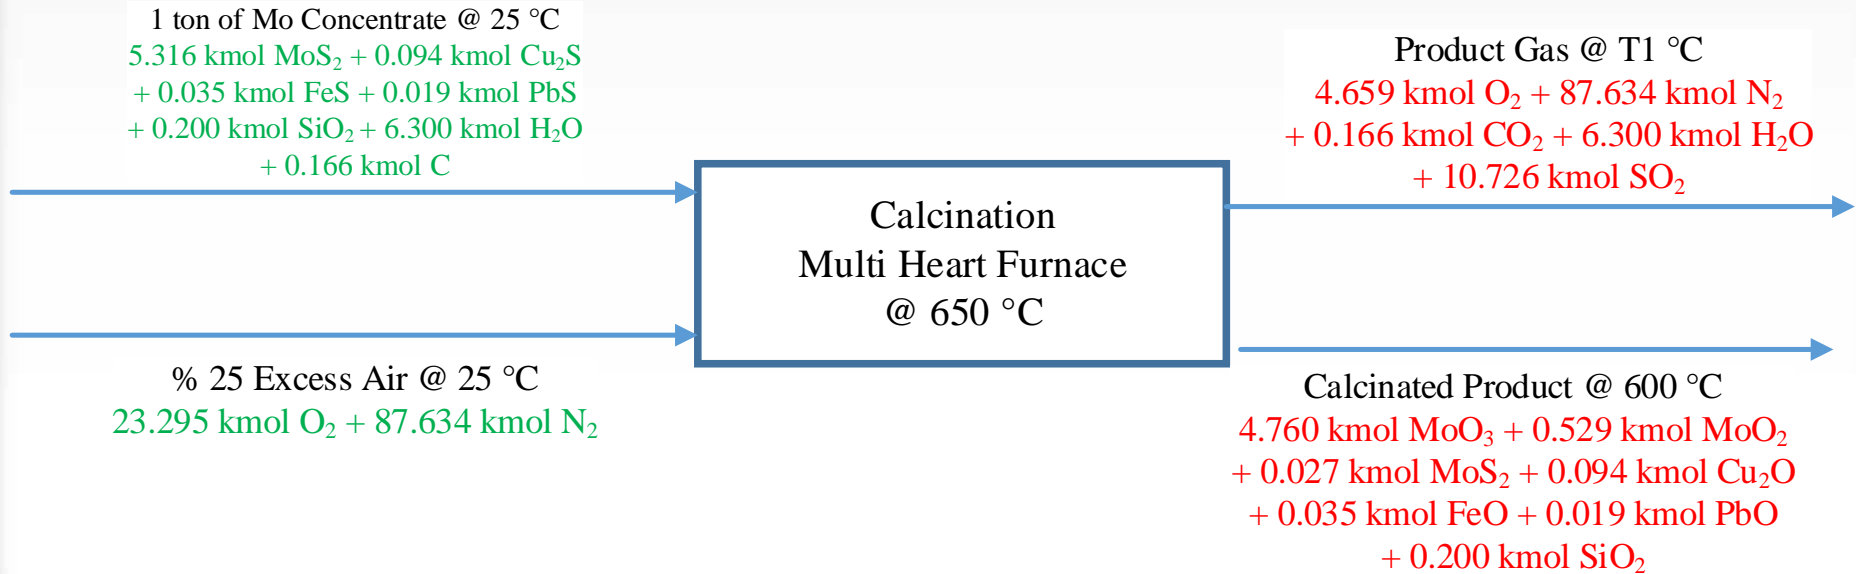 1 ton of Mo Concentrate @ 25 °C
5.316 kmol MoS₂ + 0.094 kmol Cu₂S
+ 0.035 kmol FeS + 0.019 kmol PbS
+ 0.200 kmol SiO₂ + 6.300 kmol H₂O
+ 0.166 kmol C
% 25 Excess Air @ 25 °C
23.295 kmol O₂ + 87.634 kmol N₂
Calcination
Multi Heart Furnace
@ 650 °C
Product Gas @ T1 °C
4.659 kmol O₂ + 87.634 kmol N₂
+ 0.166 kmol CO₂ + 6.300 kmol H₂O
+ 10.726 kmol SO₂
Calcinated Product @ 600 °C
4.760 kmol MoO₃ + 0.529 kmol MoO₂
+ 0.027 kmol MoS₂ + 0.094 kmol Cu₂O
+ 0.035 kmol FeO + 0.019 kmol PbO
+ 0.200 kmol SiO₂